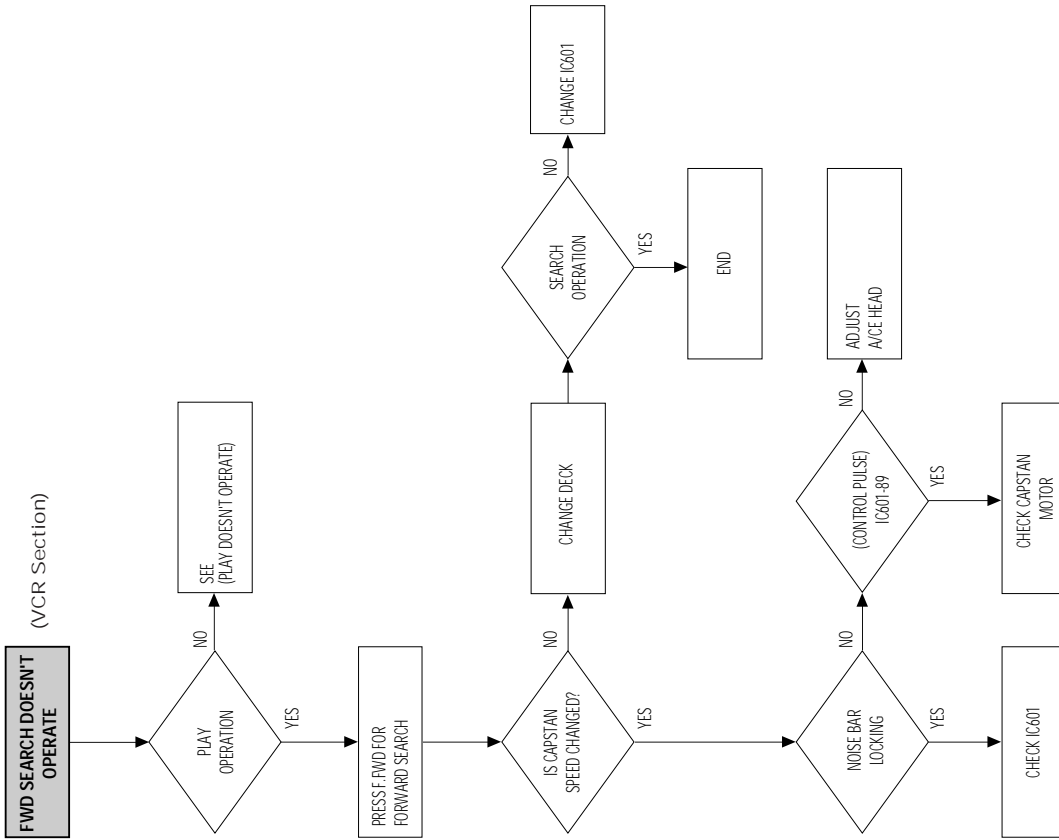 FWD SEARCH DOESN'T
OPERATE
(VCR Section)
PLAY
OPERATION
NO
SEE
(PLAY DOESN'T OPERATE)
YES
PRESS F.FWD FOR
FORWARD SEARCH
IS CAPSTAN
SPEED CHANGED?
NO
CHANGE DECK
SEARCH
OPERATION
NO
CHANGE IC601
YES
END
YES
NOISE BAR
LOCKING
NO
(CONTROL PULSE)
IC601-89
NO
ADJUST
A/CE HEAD
YES
CHECK CAPSTAN
MOTOR
YES
CHECK IC601